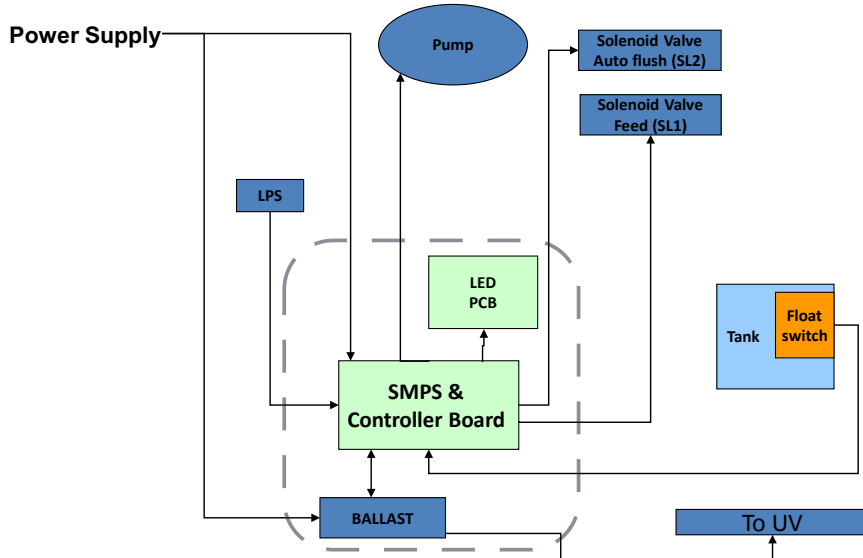 Power Supply
Pump
Solenoid Valve
Auto flush (SL2)
Solenoid Valve
Feed (SL1)
LPS
LED
PCB
Float
switch
Tank
SMPS &
Controller Board
BALLAST
To UV